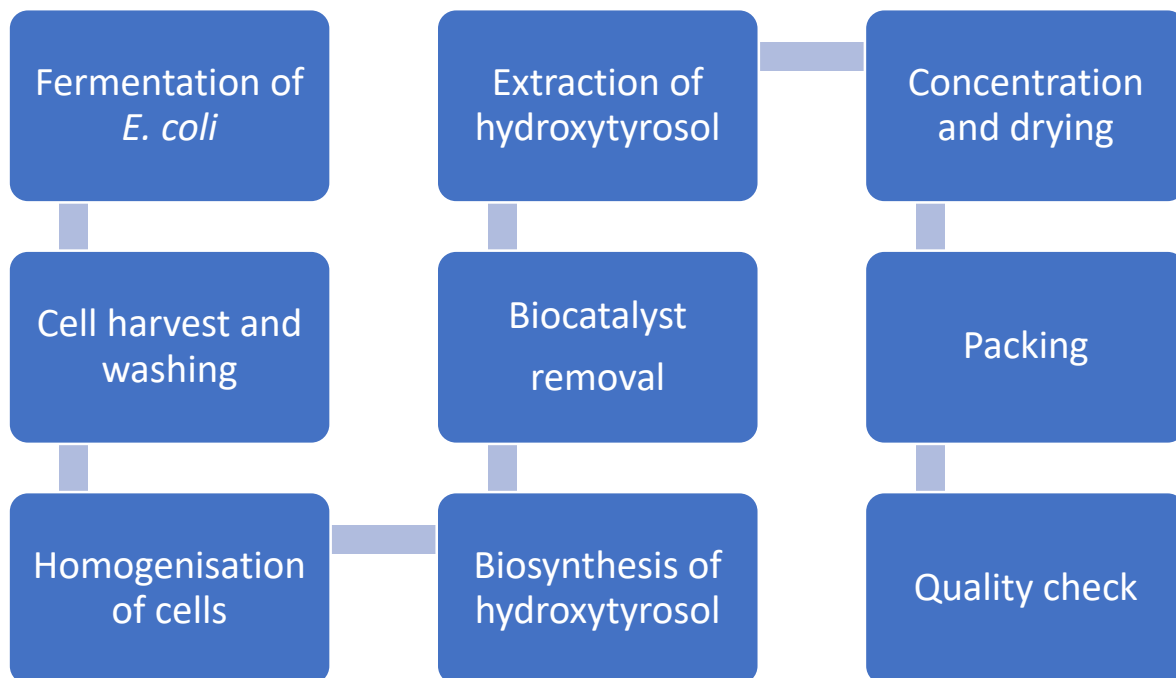 Fermentation of
E. coli
Cell harvest and
washing
Homogenisation
of cells
Biosynthesis of
hydroxytyrosol
Biocatalyst
removal
Extraction of
hydroxytyrosol
Concentration
and drying
Packing
Quality check